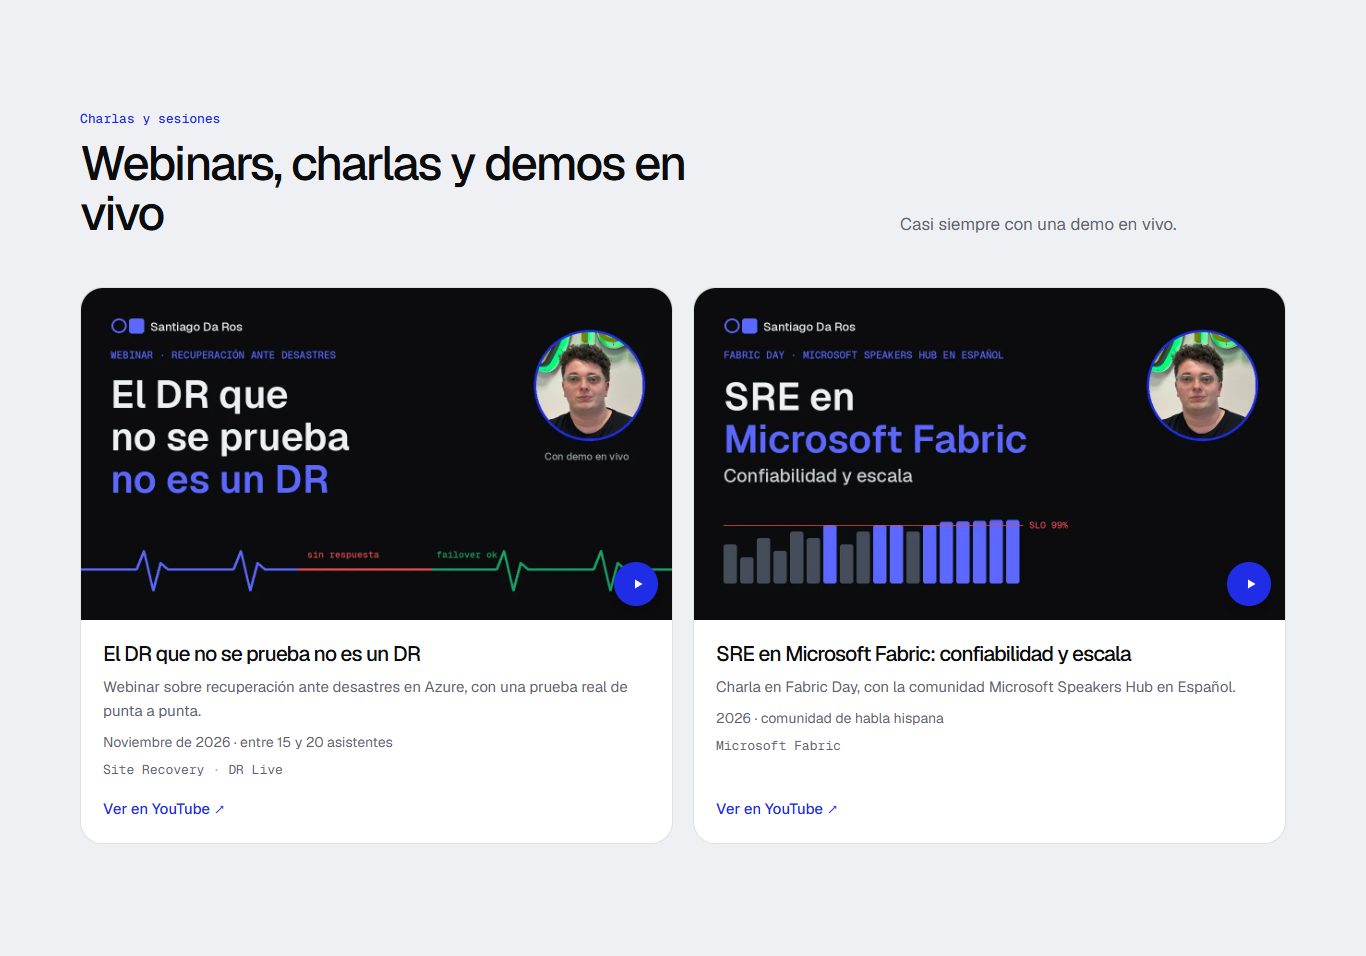 Charlas y sesiones
Webinars, charlas y demos en
vivo
Casi siempre con una demo en vivo.
Santiago Da Ros
WEBINAR · RECUPERACIÓN ANTE DESASTRES
El DR que
no se prueba
no es un DR
Con demo en vivo
sin respuesta
failover ok
El DR que no se prueba no es un DR
Webinar sobre recuperación ante desastres en Azure, con una prueba real de
punta a punta.
Noviembre de 2026 · entre 15 y 20 asistentes
Site Recovery · DR Live
Ver en YouTube ↗
Santiago Da Ros
FABRIC DAY · MICROSOFT SPEAKERS HUB EN ESPAÑOL
SRE en
Microsoft Fabric
Confiabilidad y escala
SLO 99%
SRE en Microsoft Fabric: confiabilidad y escala
Charla en Fabric Day, con la comunidad Microsoft Speakers Hub en Español.
2026 · comunidad de habla hispana
Microsoft Fabric
Ver en YouTube ↗